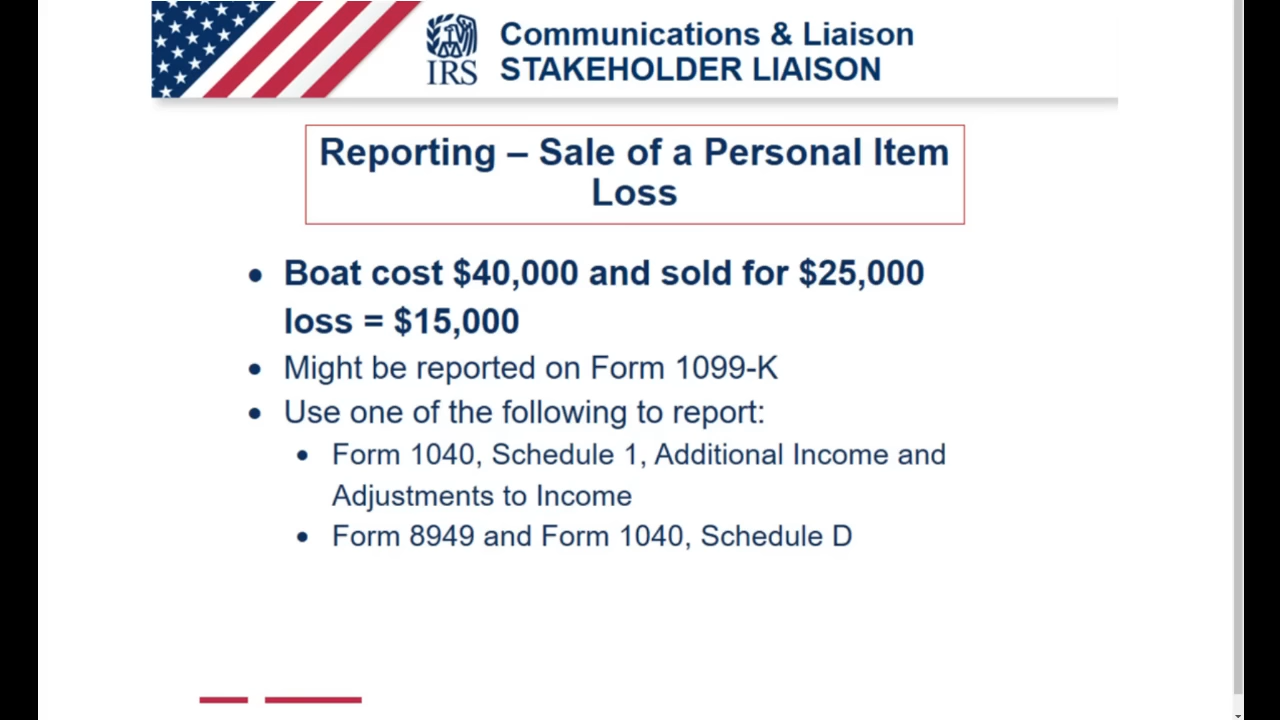 IRS
Communications & Liaison
STAKEHOLDER LIAISON
Reporting – Sale of a Personal Item
Loss
• Boat cost $40,000 and sold for $25,000
loss = $15,000
• Might be reported on Form 1099-K
• Use one of the following to report:
• Form 1040, Schedule 1, Additional Income and
Adjustments to Income
• Form 8949 and Form 1040, Schedule D